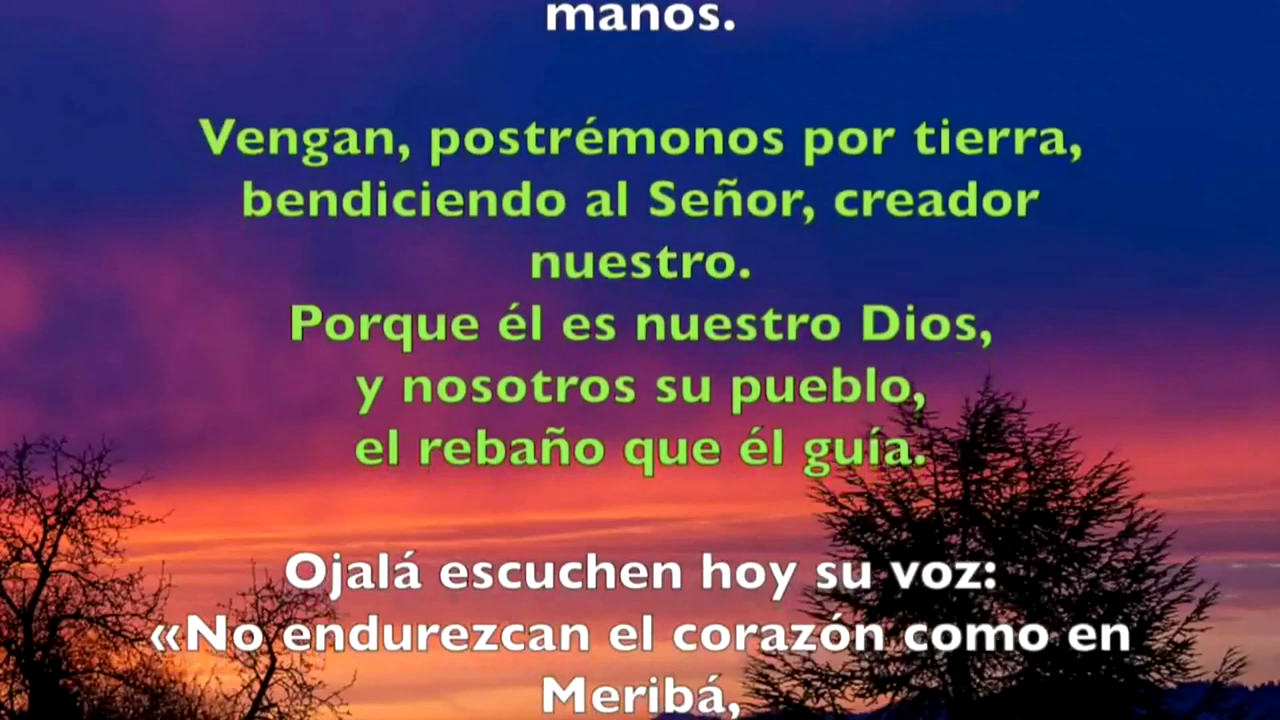 manos.
Vengan, postrémonos por tierra,
bendiciendo al Señor, creador
nuestro.
Porque él es nuestro Dios,
y nosotros su pueblo,
el rebaño que él guía.
Ojalá escuchen hoy su voz:
«No endurezcan el corazón como en
Meribá,